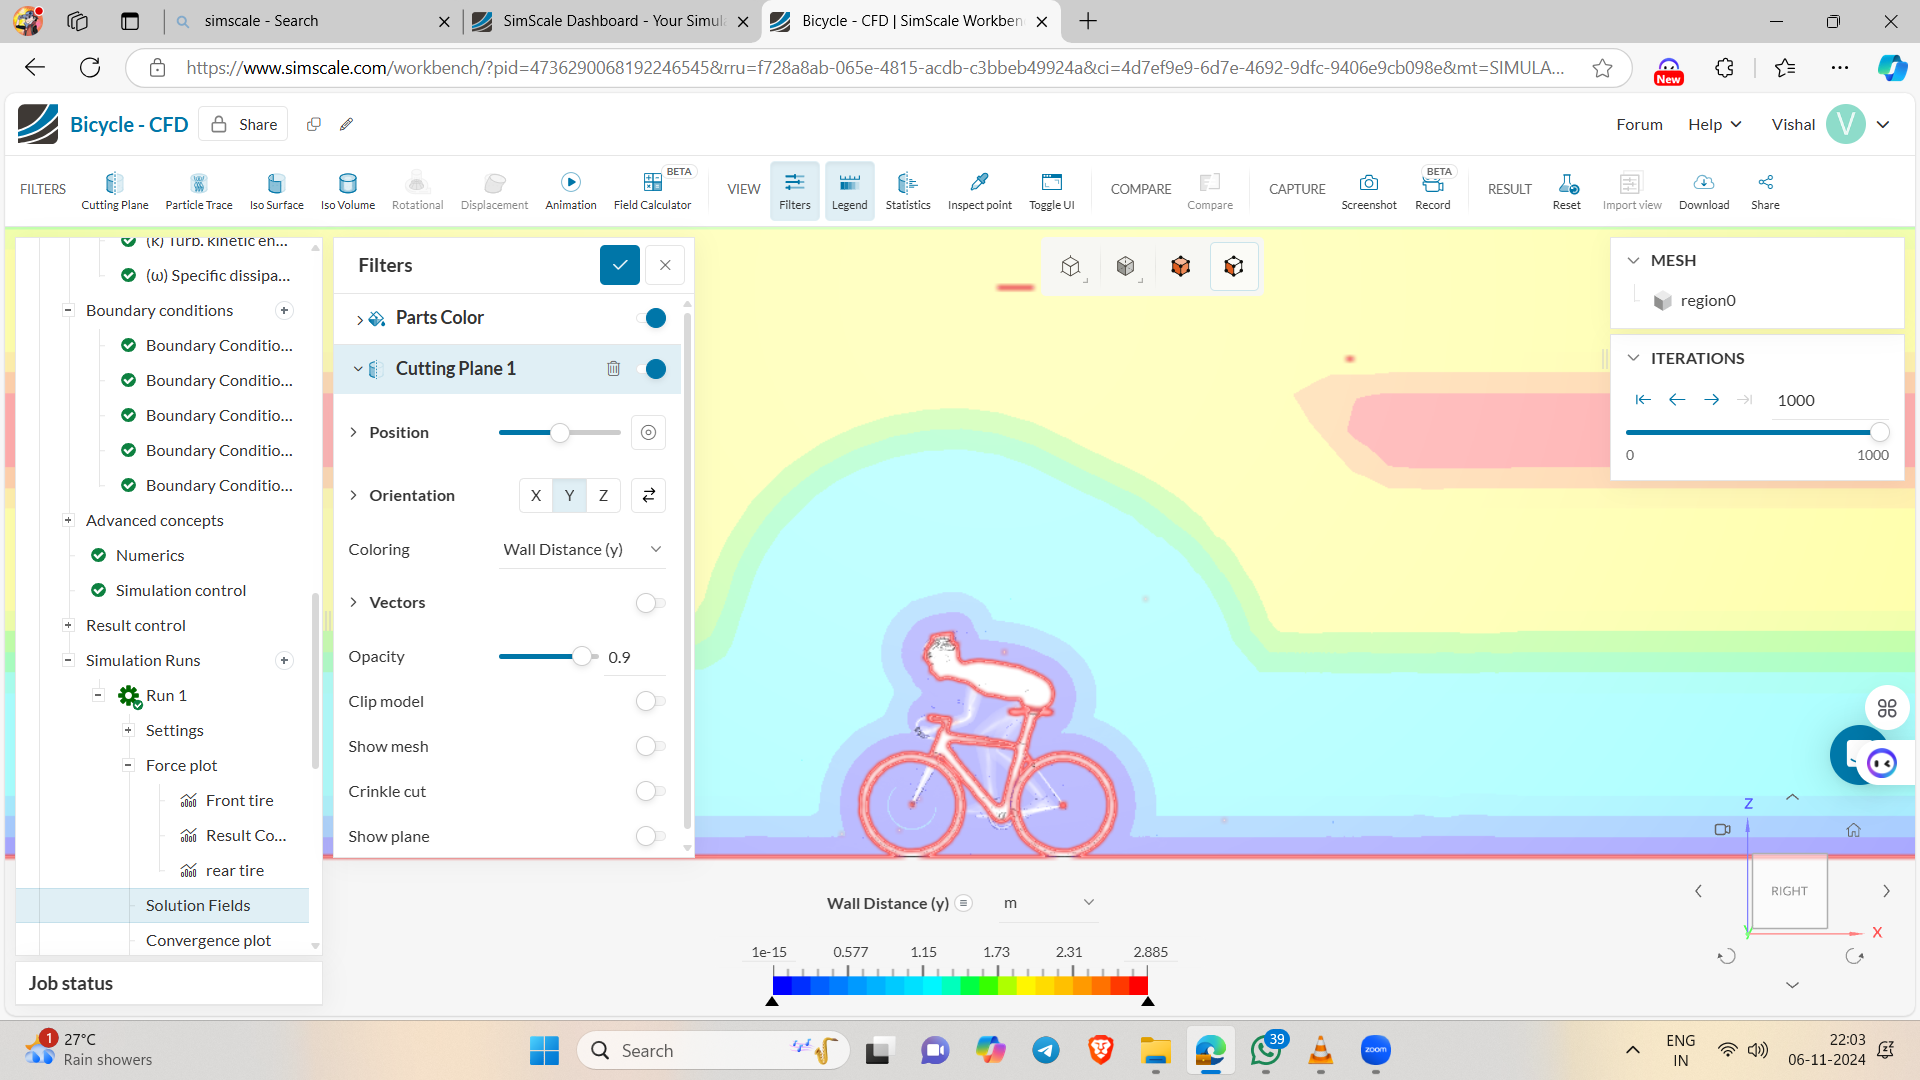 simscale - Search
SimScale Dashboard - Your Simul
Bicycle - CFD | SimScale Workben
https://www.simscale.com/workbench/?pid=4736290068192246545&rru=f728a8ab-065e-4815-acdb-c3bbeb49924a&ci=4d7ef9e9-6d7e-4692-9dfc-9406e9cb098e&mt=SIMULA...
New
Bicycle - CFD
Share
Forum
Help
Vishal
V
FILTERS
Cutting Plane
Particle Trace
Iso Surface
Iso Volume
Rotational
Displacement
Animation
BETA
Field Calculator
VIEW
Filters
Legend
Statistics
Inspect point
Toggle UI
COMPARE
Compare
CAPTURE
Screenshot
BETA
Record
RESULT
Reset
Import view
Download
Share
(k) Turb. kinetic en...
(ω) Specific dissipa...
Boundary conditions
Boundary Conditio...
Boundary Conditio...
Boundary Conditio...
Boundary Conditio...
Boundary Conditio...
Advanced concepts
Numerics
Simulation control
Result control
Simulation Runs
Run 1
Settings
Force plot
Front tire
Result Co...
rear tire
Solution Fields
Convergence plot
Job status
Filters
Parts Color
Cutting Plane 1
Position
Orientation
X Y Z
Coloring
Wall Distance (y)
Vectors
Opacity
0.9
Clip model
Show mesh
Crinkle cut
Show plane
MESH
region0
ITERATIONS
1000
0
1000
Z
RIGHT
X
Y
Wall Distance (y)
m
1e-15 0.577 1.15 1.73 2.31 2.885
1
27°C
Rain showers
Search
39
zoom
ENG
IN
22:03
06-11-2024